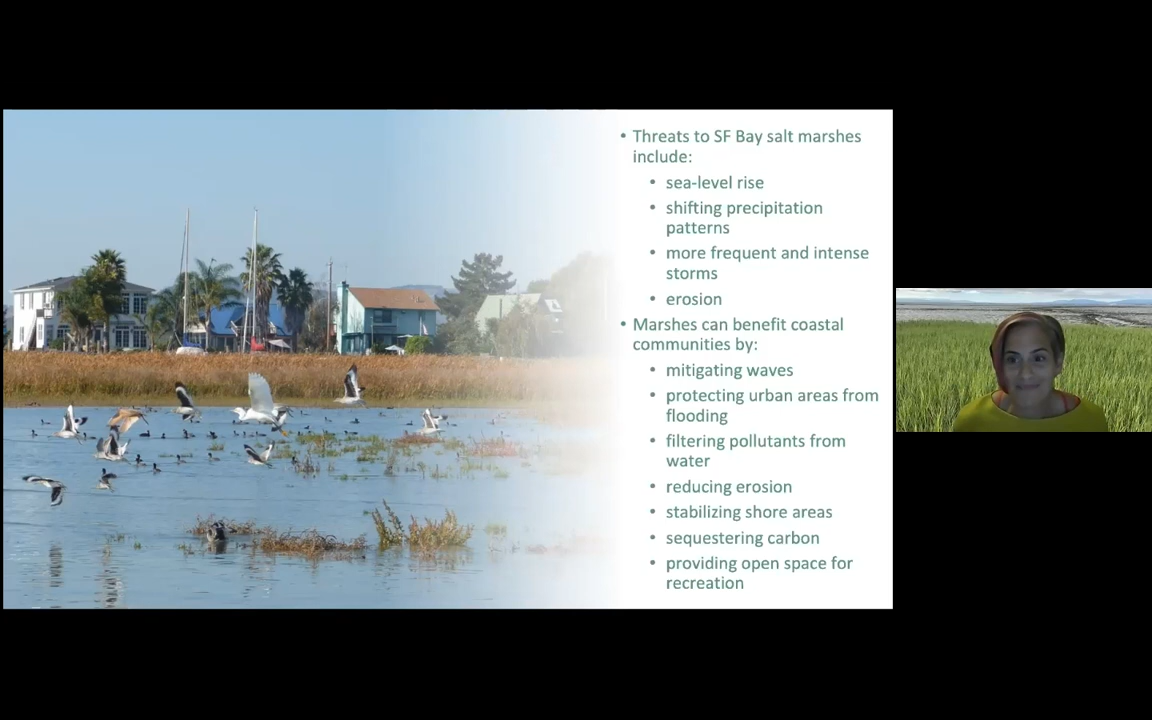 • Threats to SF Bay salt marshes
include:
• sea-level rise
• shifting precipitation
patterns
• more frequent and intense
storms
• erosion
• Marshes can benefit coastal
communities by:
• mitigating waves
• protecting urban areas from
flooding
• filtering pollutants from
water
• reducing erosion
• stabilizing shore areas
• sequestering carbon
• providing open space for
recreation